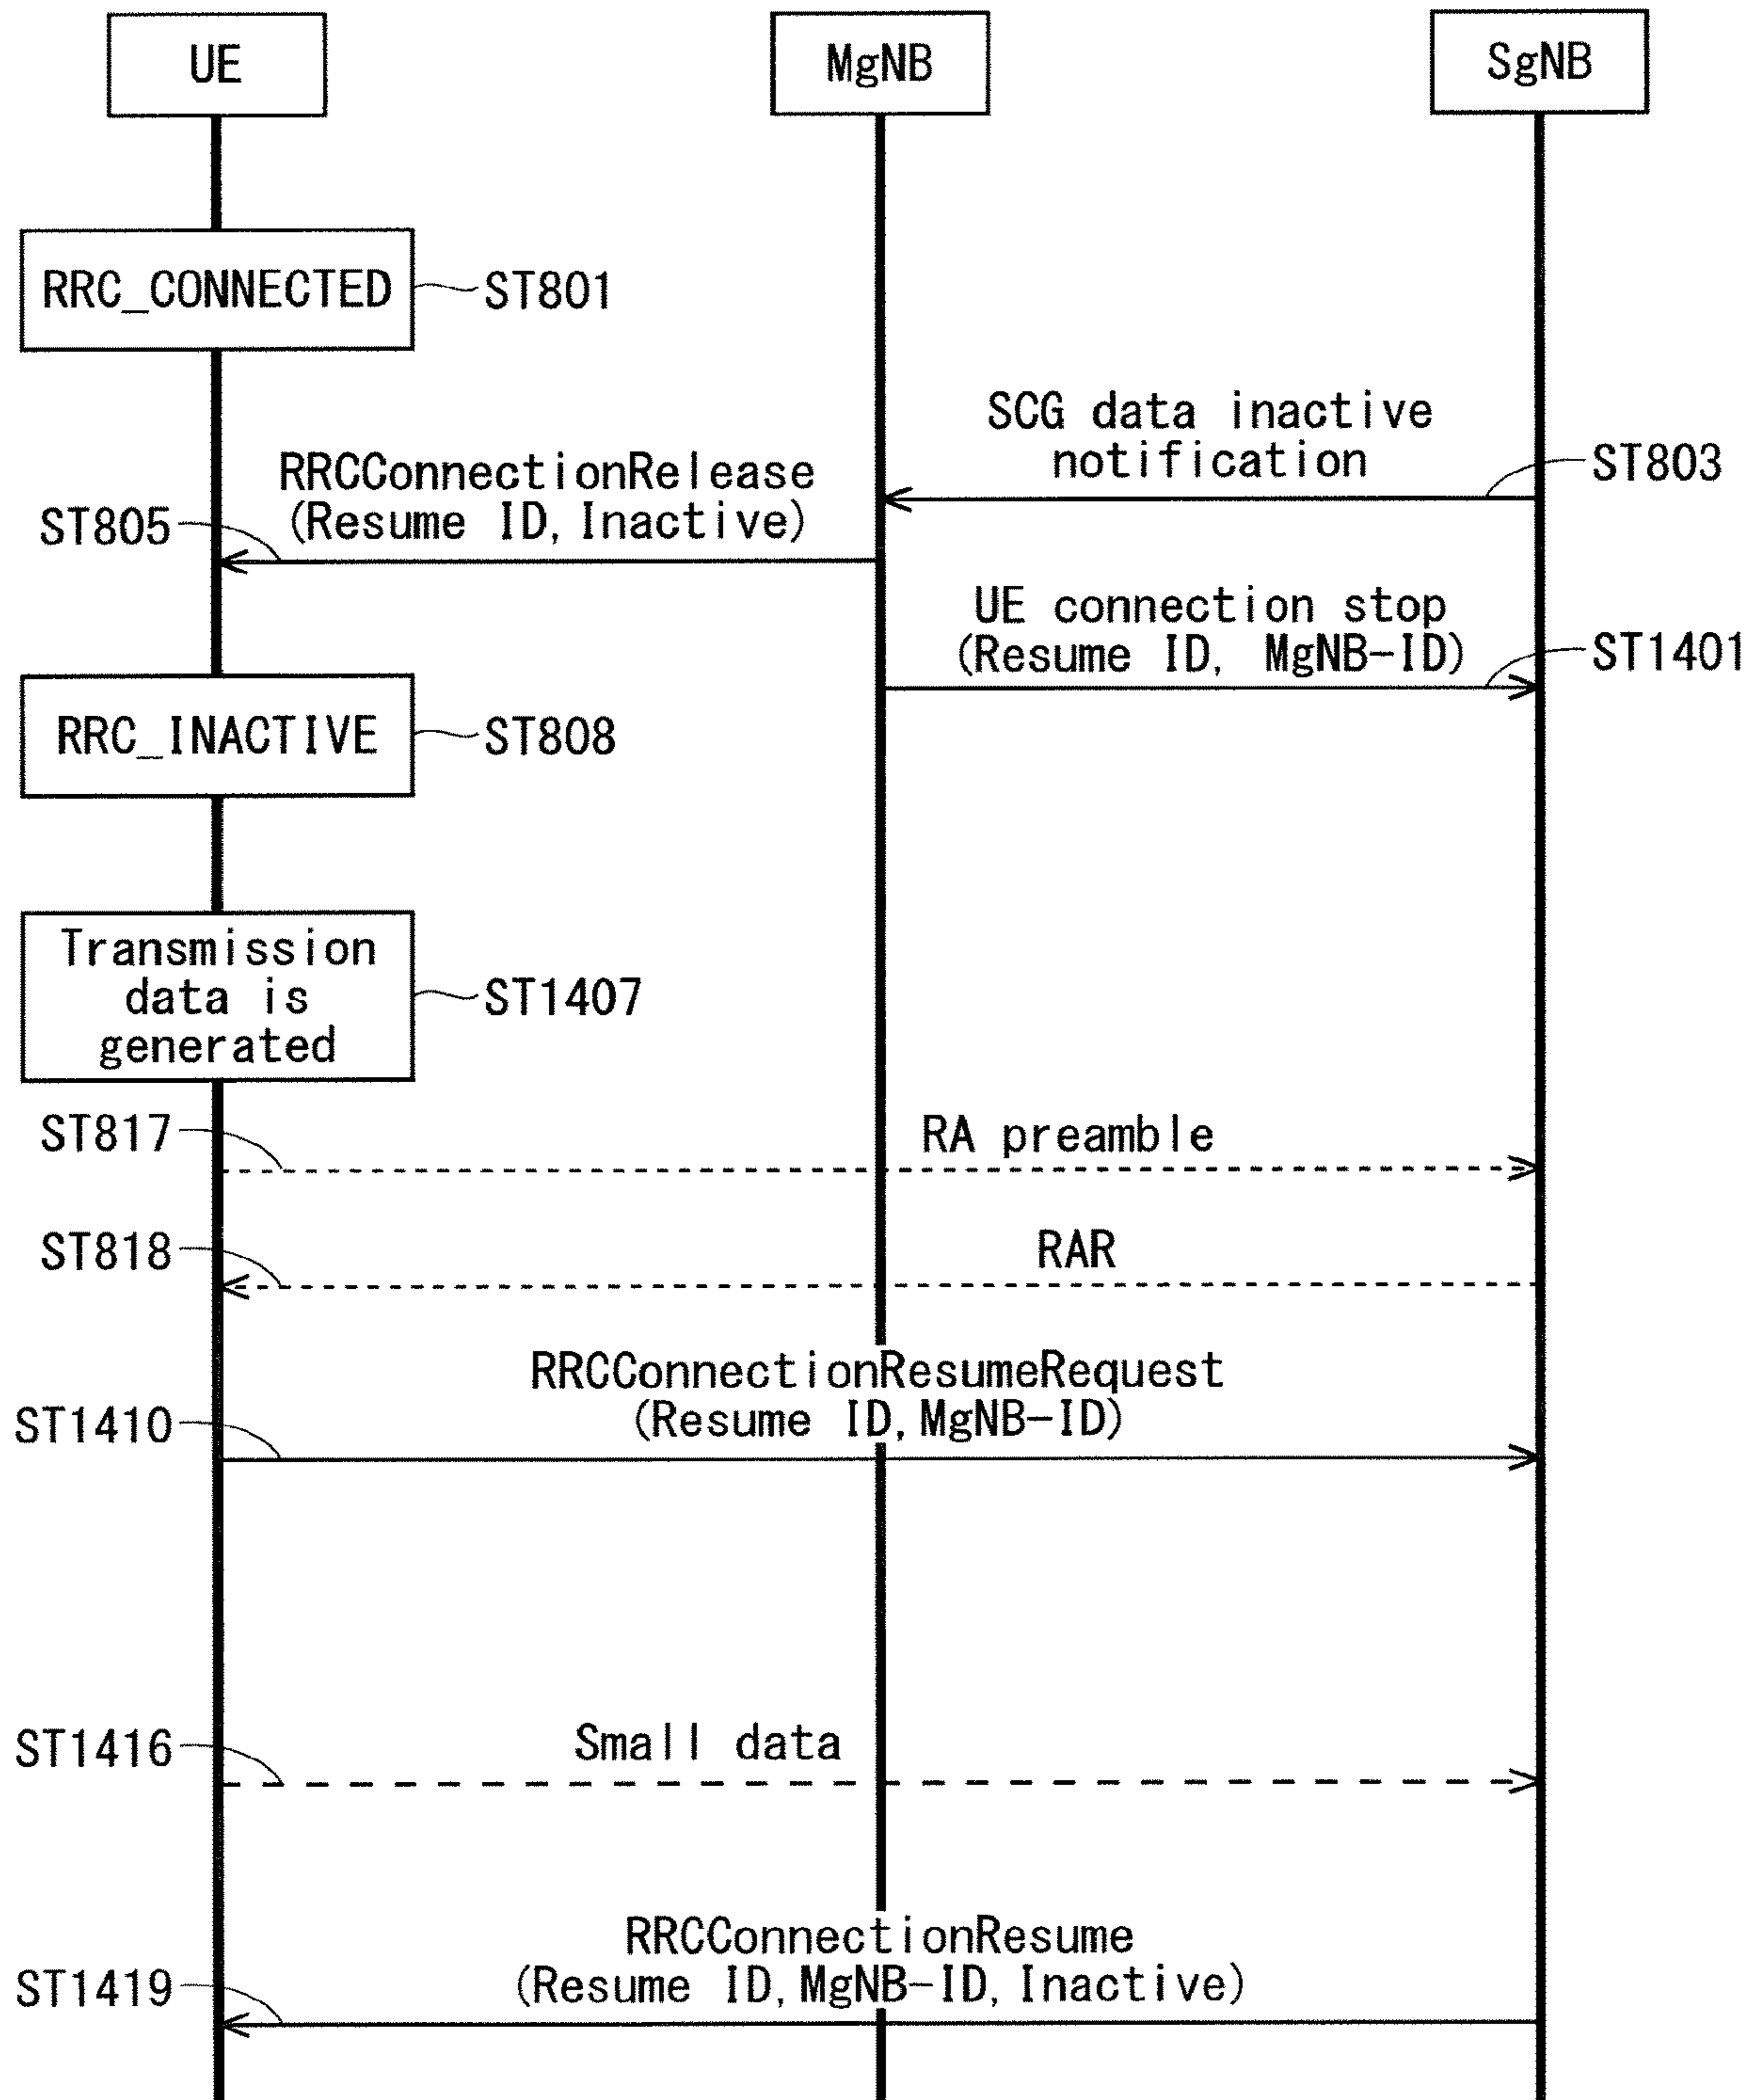 UE
MgNB
SgNB
RRC_CONNECTED
ST801
SCG data inactive
notification
ST803
RRCConnectionRelease
(Resume ID, Inactive)
ST805
UE connection stop
(Resume ID, MgNB-ID)
ST1401
RRC_INACTIVE
ST808
Transmission
data is
generated
ST1407
ST817
RA preamble
ST818
RAR
RRCConnectionResumeRequest
(Resume ID, MgNB-ID)
ST1410
ST1416
Small data
RRCConnectionResume
(Resume ID, MgNB-ID, Inactive)
ST1419